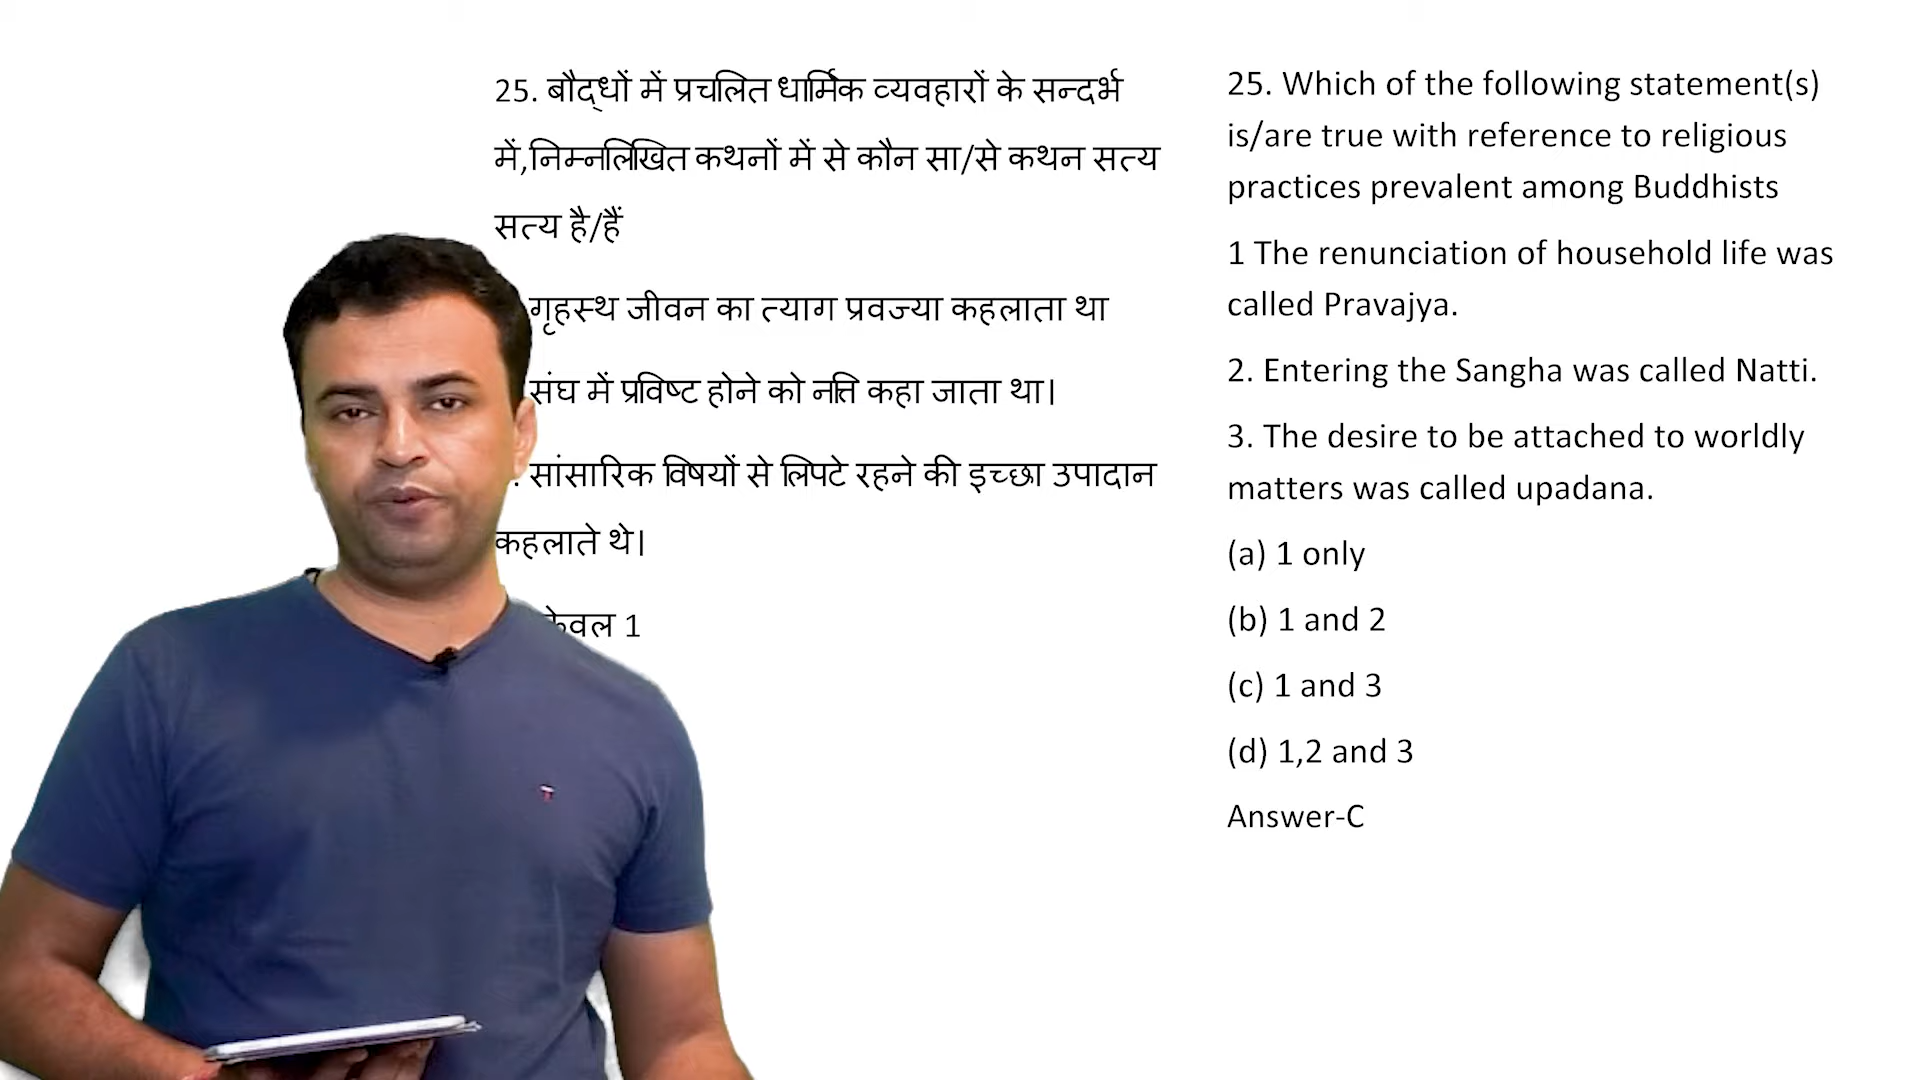 25. बौद्धों में प्रचलित धार्मिक व्यवहारों के सन्दर्भ
में,निम्नलिखित कथनों में से कौन सा/से कथन सत्य
सत्य है/हैं
गृहस्थ जीवन का त्याग प्रवज्या कहलाता था
संघ में प्रविष्ट होने को नत्ति कहा जाता था।
. सांसारिक विषयों से लिपटे रहने की इच्छा उपादान
कहलाते थे।
केवल 1
25. Which of the following statement(s)
is/are true with reference to religious
practices prevalent among Buddhists
1 The renunciation of household life was
called Pravajya.
2. Entering the Sangha was called Natti.
3. The desire to be attached to worldly
matters was called upadana.
(a) 1 only
(b) 1 and 2
(c) 1 and 3
(d) 1,2 and 3
Answer-C